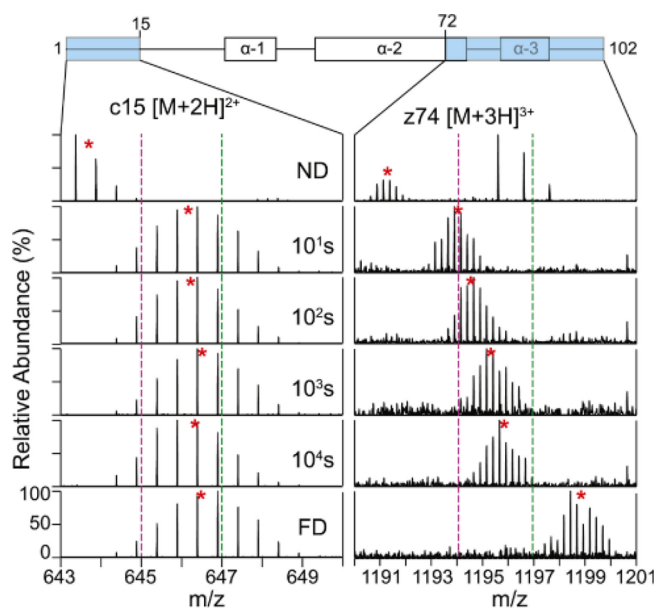 15
72
1
α-1
α-2
α-3
102
c15 [M+2H]²⁺
z74 [M+3H]³⁺
*
ND
*
*
10¹s
*
*
10²s
*
*
10³s
*
*
10⁴s
*
100
*
FD
*
50
0
Relative Abundance (%)
643 645 647 649
1191 1193 1195 1197 1199 1201
m/z
m/z